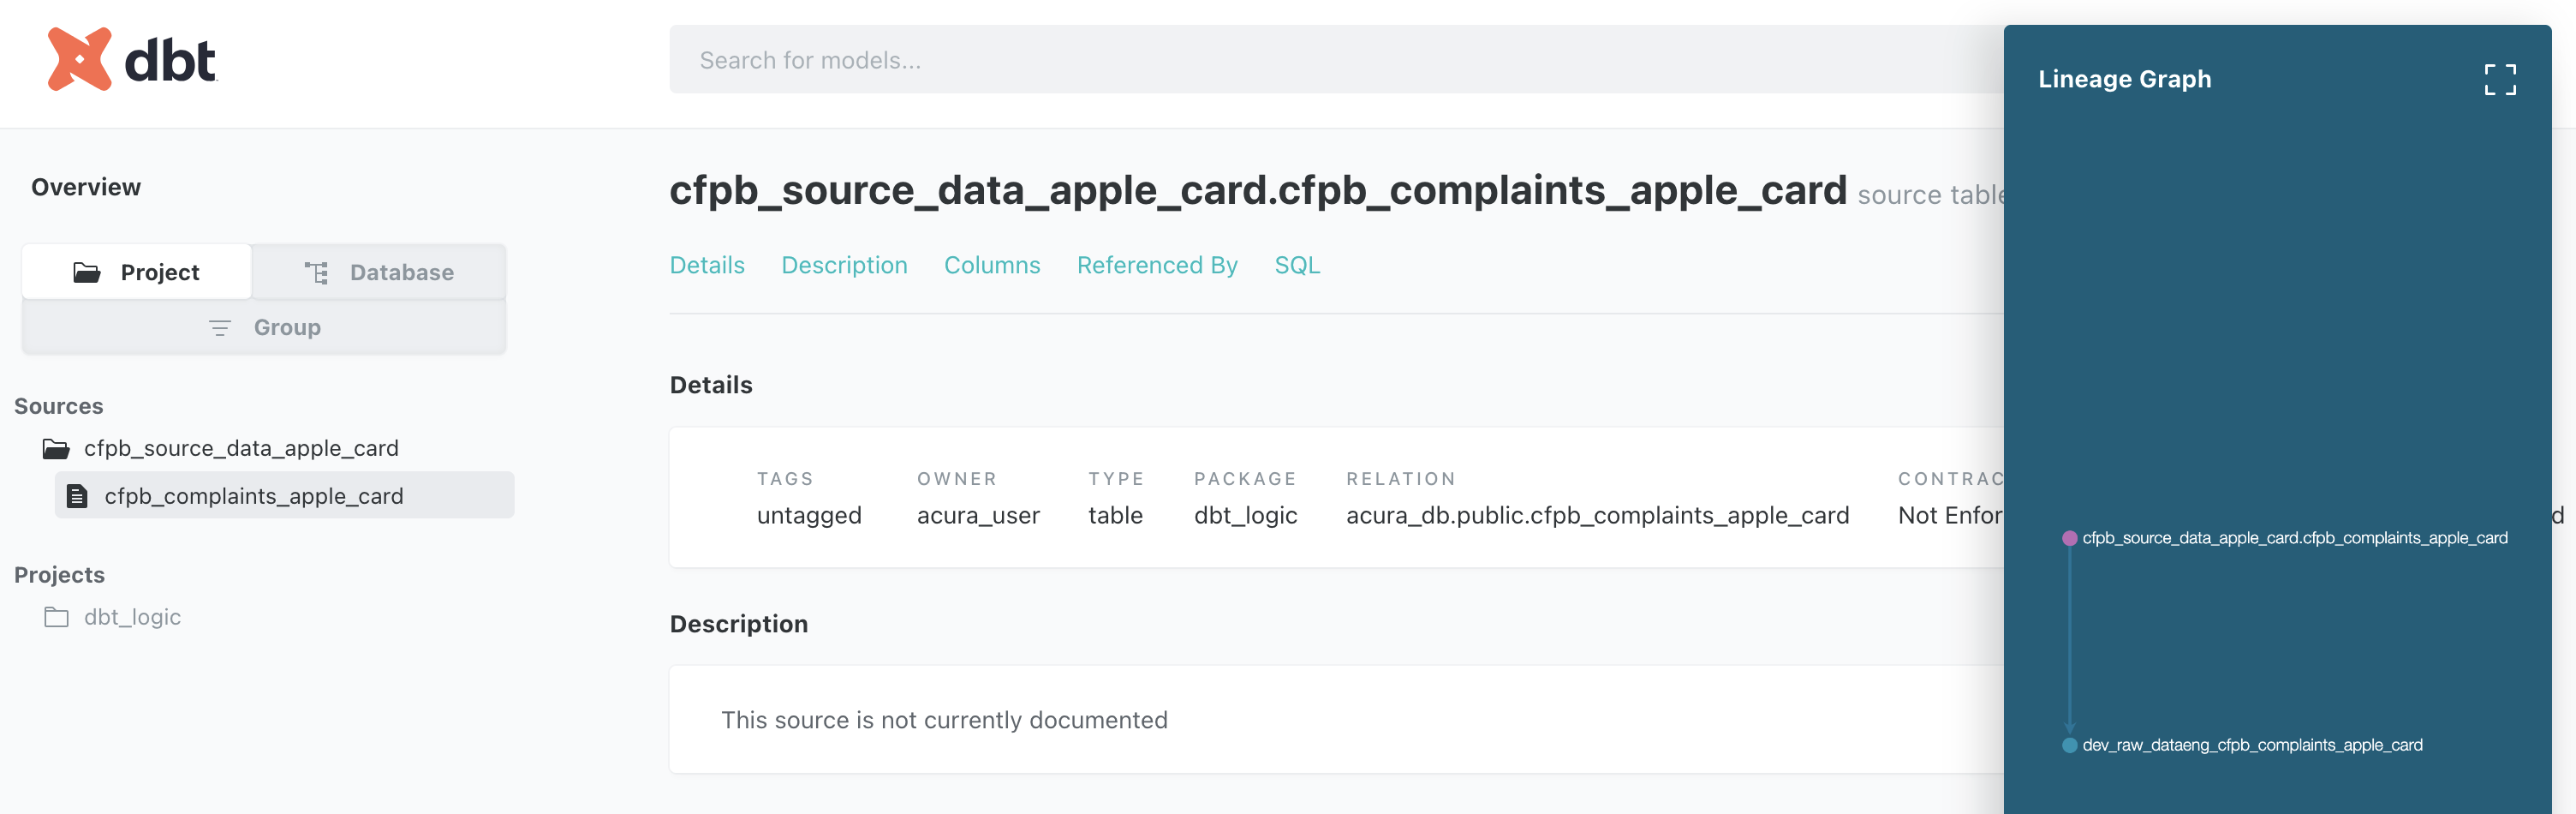 dbt
Search for models...
Overview
Project
Database
Group
Sources
cfpb_source_data_apple_card
cfpb_complaints_apple_card
Projects
dbt_logic
cfpb_source_data_apple_card.cfpb_complaints_apple_card source table
Details Description Columns Referenced By SQL
Details
TAGS OWNER TYPE PACKAGE RELATION CONTRAC
untagged acura_user table dbt_logic acura_db.public.cfpb_complaints_apple_card Not Enfor d
Description
This source is not currently documented
Lineage Graph
cfpb_source_data_apple_card.cfpb_complaints_apple_card
dev_raw_dataeng_cfpb_complaints_apple_card